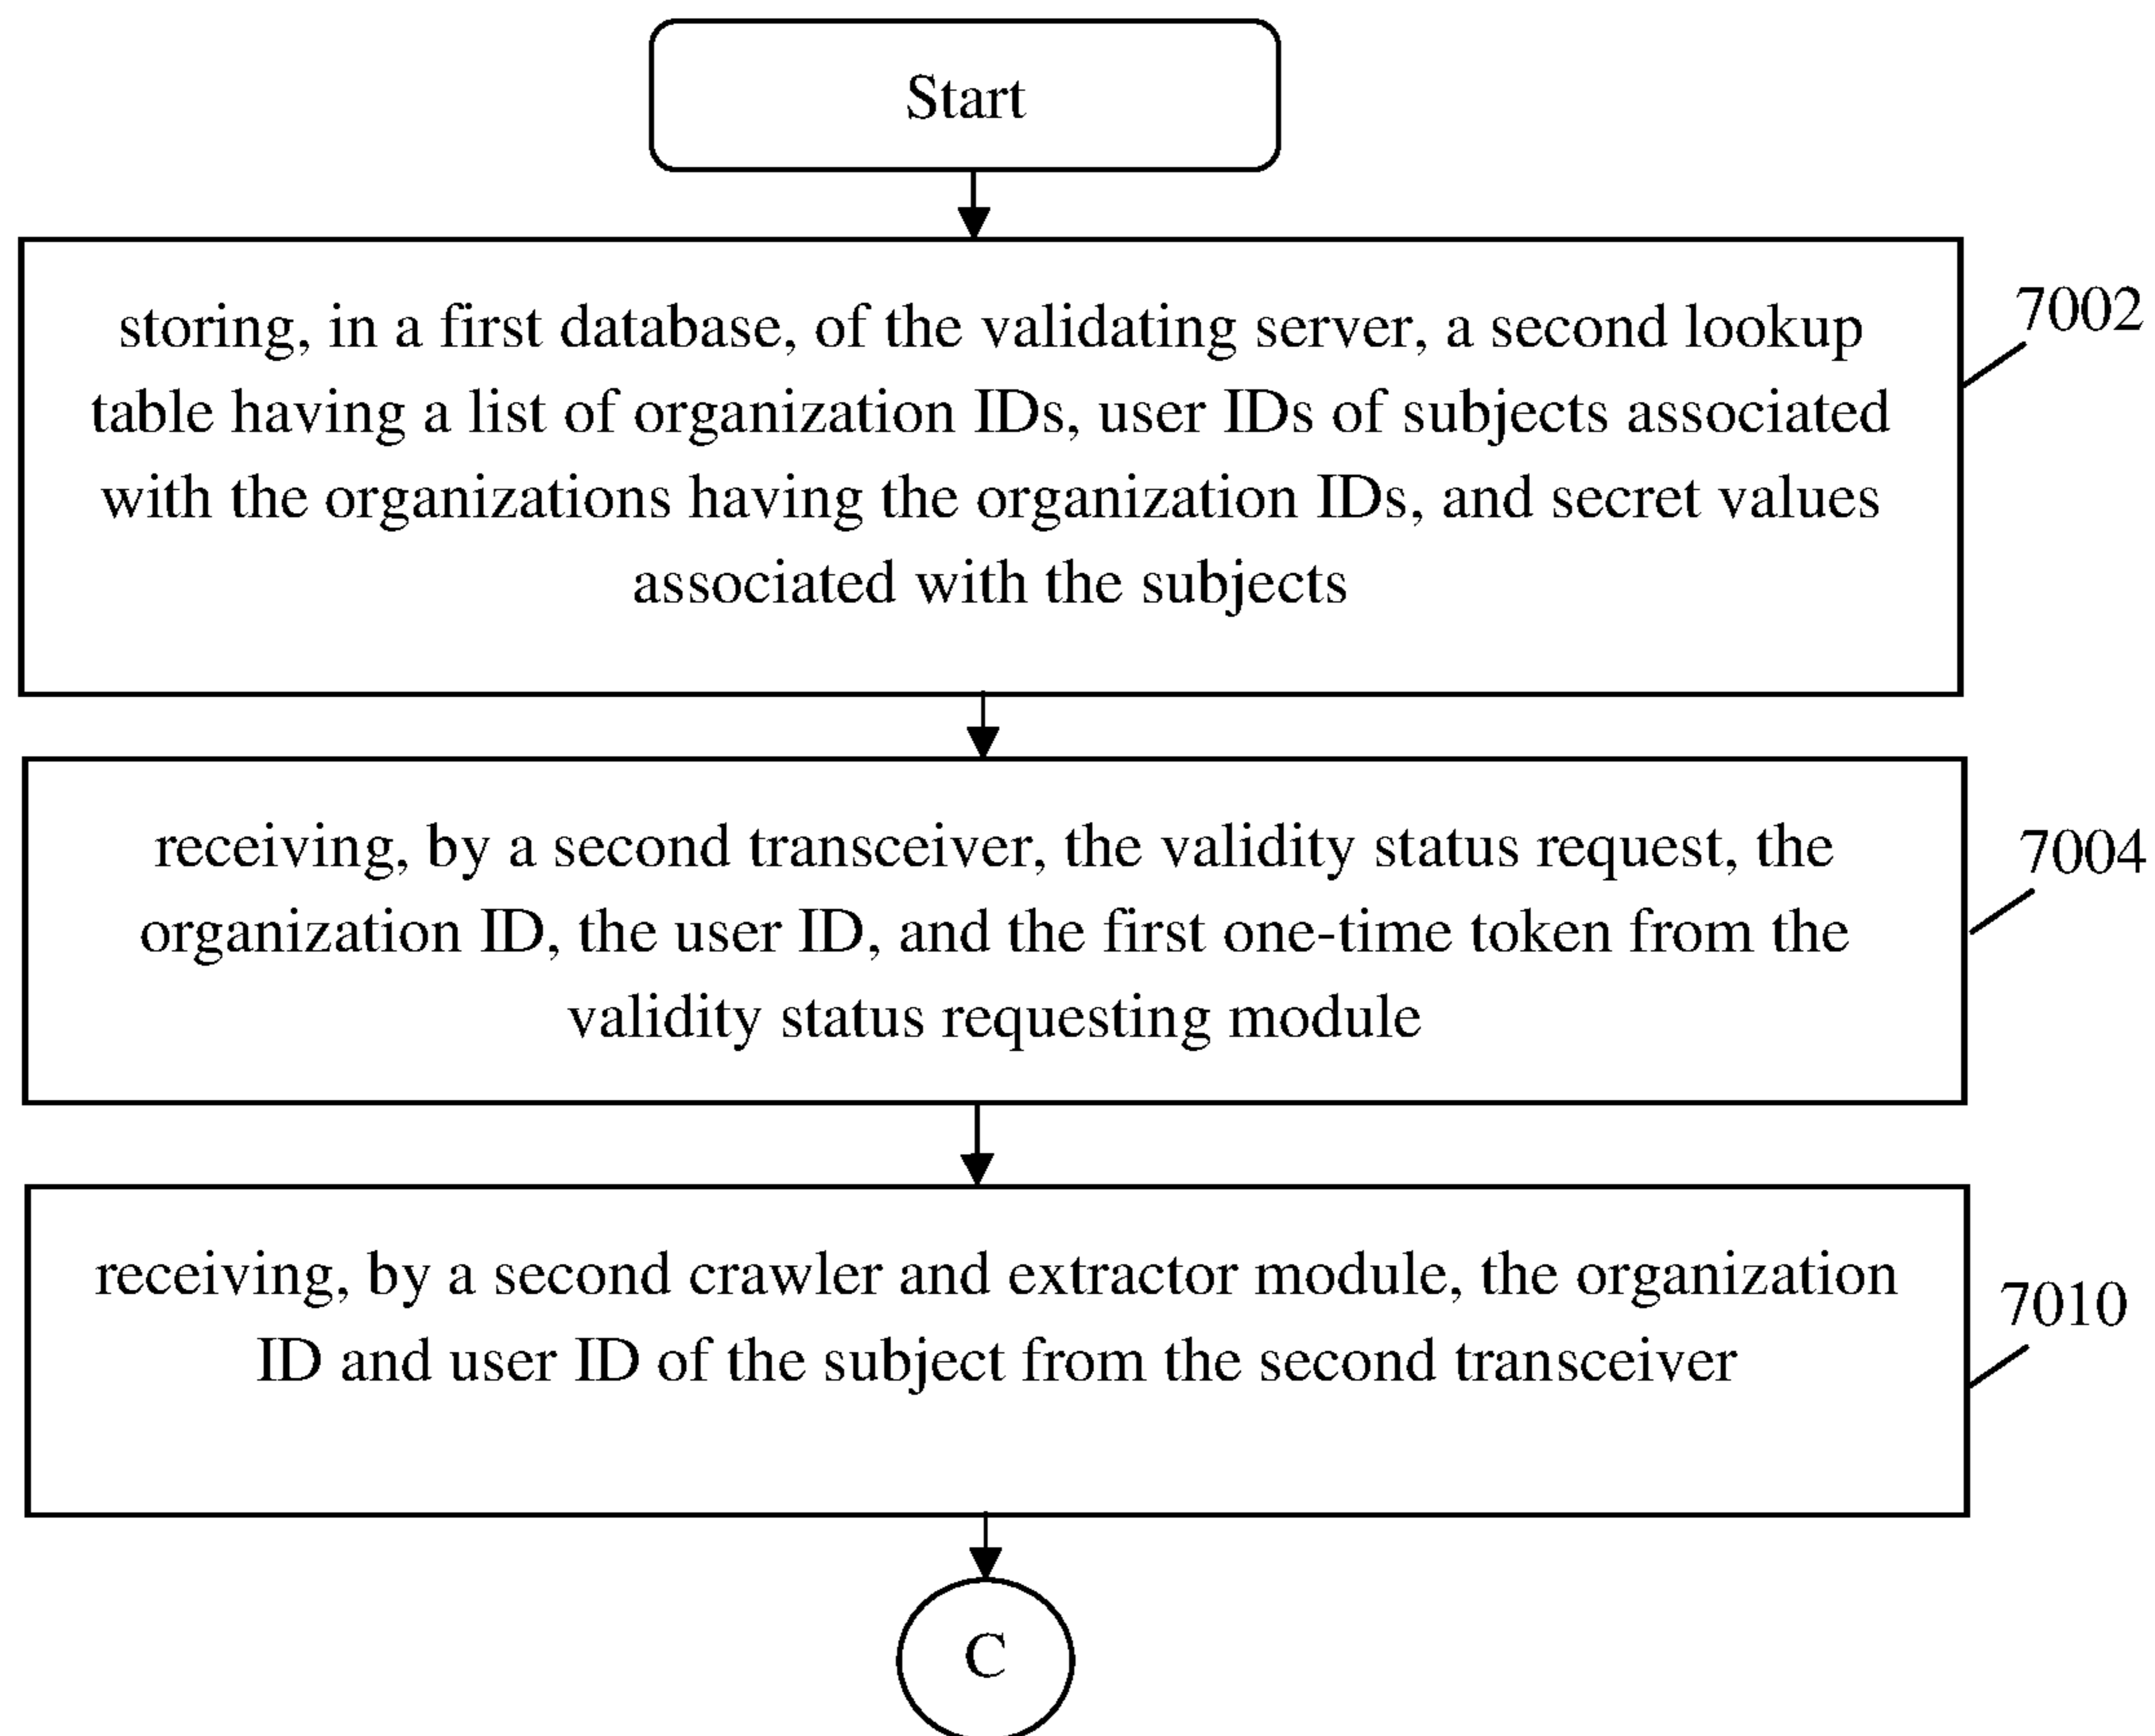 Start
storing, in a first database, of the validating server, a second lookup
table having a list of organization IDs, user IDs of subjects associated
with the organizations having the organization IDs, and secret values
associated with the subjects
7002
receiving, by a second transceiver, the validity status request, the
organization ID, the user ID, and the first one-time token from the
validity status requesting module
7004
receiving, by a second crawler and extractor module, the organization
ID and user ID of the subject from the second transceiver
7010
C